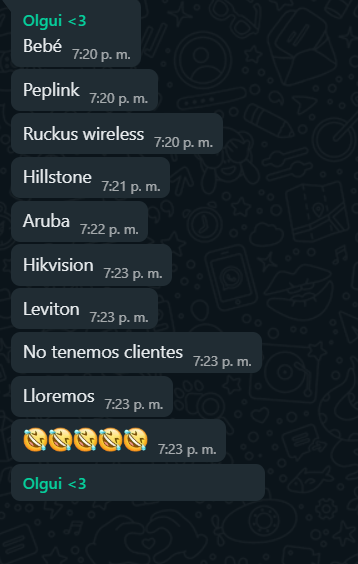 Olgui <3
Bebé 7:20 p. m.
Peplink 7:20 p. m.
Ruckus wireless 7:20 p. m.
Hillstone 7:21 p. m.
Aruba 7:22 p. m.
Hikvision 7:23 p. m.
Leviton 7:23 p. m.
No tenemos clientes 7:23 p. m.
Lloremos 7:23 p. m.
🤣🤣🤣🤣🤣 7:23 p. m.
Olgui <3